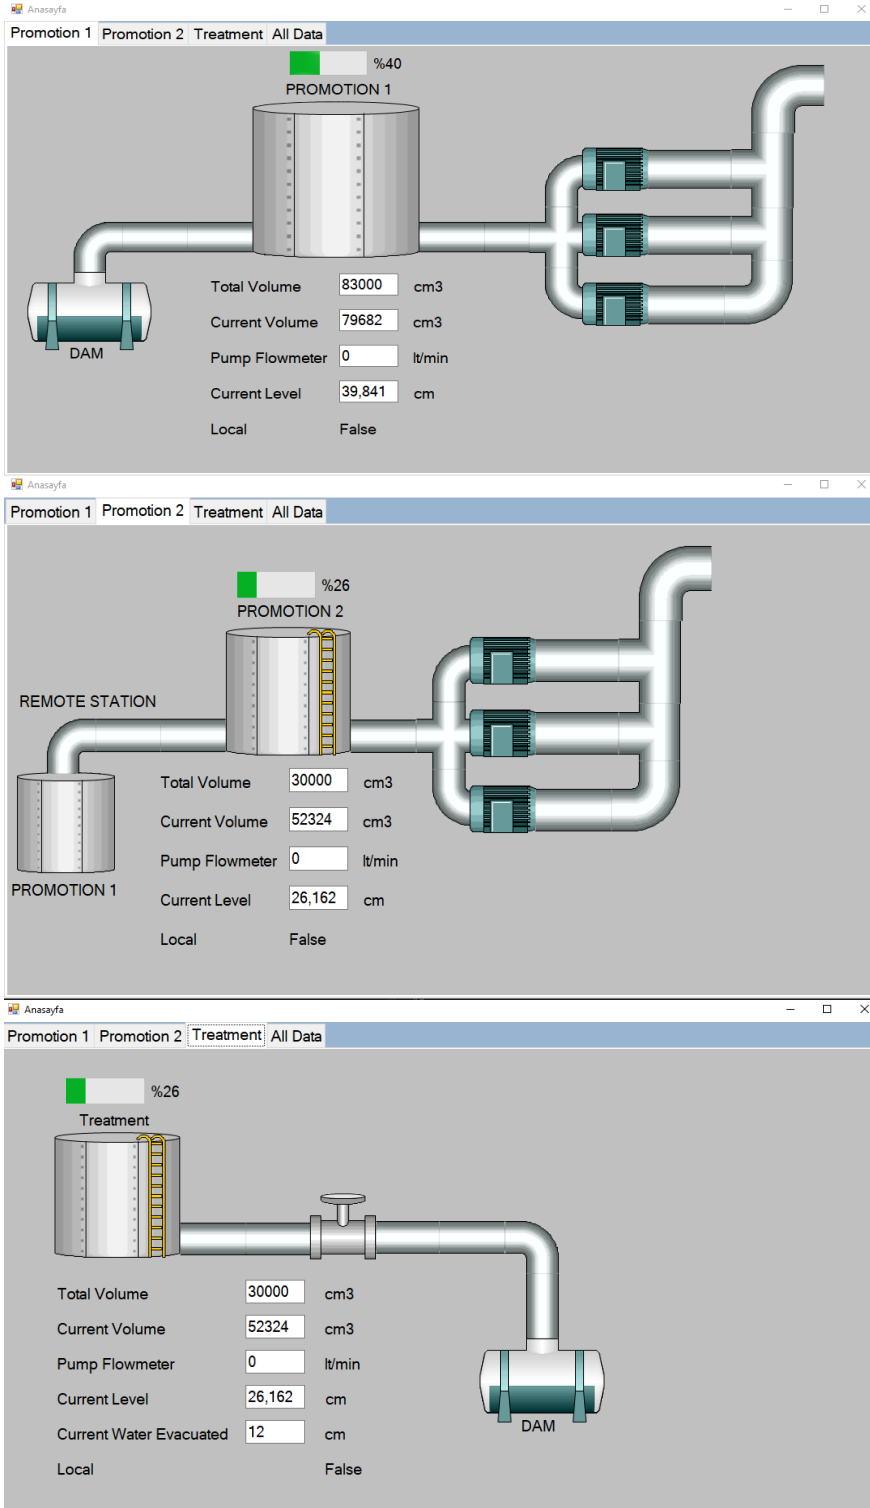 Anasayfa
Promotion 1 Promotion 2 Treatment All Data
%40
PROMOTION 1
DAM
Total Volume 83000 cm3
Current Volume 79682 cm3
Pump Flowmeter 0 lt/min
Current Level 39,841 cm
Local False
Anasayfa
Promotion 1 Promotion 2 Treatment All Data
%26
PROMOTION 2
REMOTE STATION
PROMOTION 1
Total Volume 30000 cm3
Current Volume 52324 cm3
Pump Flowmeter 0 lt/min
Current Level 26,162 cm
Local False
Anasayfa
Promotion 1 Promotion 2 Treatment All Data
%26
Treatment
Total Volume 30000 cm3
Current Volume 52324 cm3
Pump Flowmeter 0 lt/min
Current Level 26,162 cm
Current Water Evacuated 12 cm
Local False
DAM